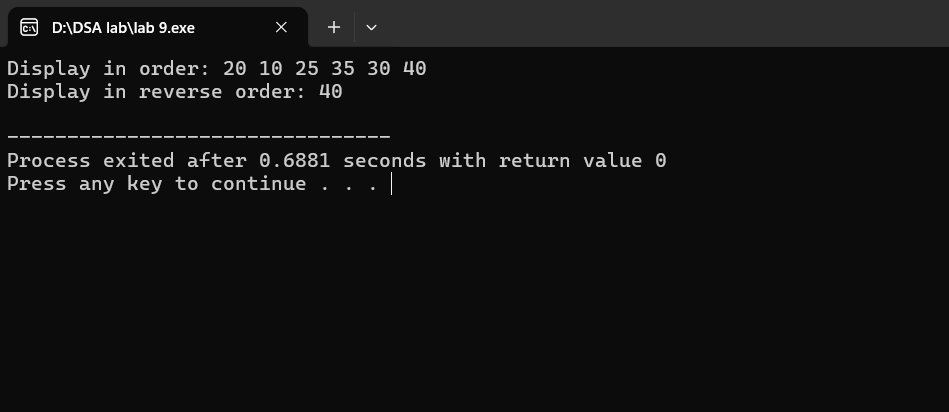 D:\DSA lab\lab 9.exe
Display in order: 20 10 25 35 30 40
Display in reverse order: 40
--------------------------------
Process exited after 0.6881 seconds with return value 0
Press any key to continue . . .